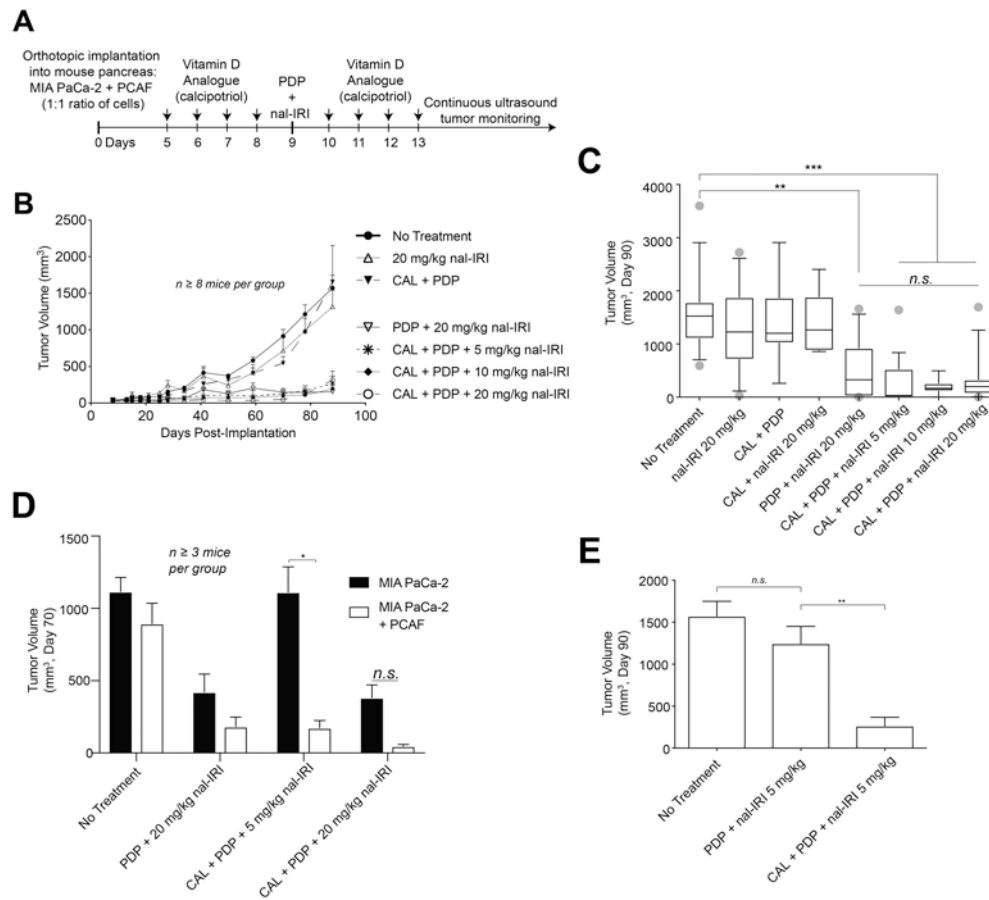 A
Orthotopic implantation
into mouse pancreas:
MIA PaCa-2 + PCAF
(1:1 ratio of cells)
Vitamin D
Analogue
(calcipotriol)
PDP
+
nal-IRI
Vitamin D
Analogue
(calcipotriol)
Continuous ultrasound
tumor monitoring
0 Days 5 6 7 8 9 10 11 12 13
B
Tumor Volume (mm³)
2500
2000
1500
1000
500
0
0 20 40 60 80 100
Days Post-Implantation
n ≥ 8 mice per group
No Treatment
20 mg/kg nal-IRI
CAL + PDP
PDP + 20 mg/kg nal-IRI
CAL + PDP + 5 mg/kg nal-IRI
CAL + PDP + 10 mg/kg nal-IRI
CAL + PDP + 20 mg/kg nal-IRI
C
Tumor Volume
(mm³, Day 90)
4000
3000
2000
1000
0
***
**
n.s.
No Treatment
nal-IRI 20 mg/kg
CAL + PDP
CAL + nal-IRI 20 mg/kg
PDP + nal-IRI 20 mg/kg
CAL + PDP + nal-IRI 5 mg/kg
CAL + PDP + nal-IRI 10 mg/kg
CAL + PDP + nal-IRI 20 mg/kg
D
Tumor Volume
(mm³, Day 70)
1500
1000
500
0
n ≥ 3 mice
per group
*
n.s.
MIA PaCa-2
MIA PaCa-2
+ PCAF
No Treatment
PDP + 20 mg/kg nal-IRI
CAL + PDP + 5 mg/kg nal-IRI
CAL + PDP + 20 mg/kg nal-IRI
E
Tumor Volume
(mm³, Day 90)
2000
1500
1000
500
0
n.s.
**
No Treatment
PDP + nal-IRI 5 mg/kg
CAL + PDP + nal-IRI 5 mg/kg